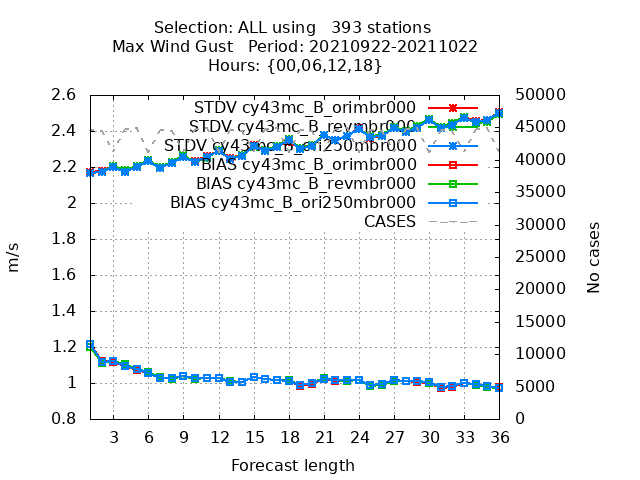 Selection: ALL using   393 stations
Max Wind Gust   Period: 20210922-20211022
Hours: {00,06,12,18}
2.6
2.4
2.2
2
1.8
1.6
1.4
1.2
1
0.8
m/s
STDV cy43mc_B_orimbr000
STDV cy43mc_B_revmbr000
STDV cy43mc_B_ori250mbr000
BIAS cy43mc_B_orimbr000
BIAS cy43mc_B_revmbr000
BIAS cy43mc_B_ori250mbr000
CASES
50000
45000
40000
35000
30000
25000
20000
15000
10000
5000
0
No cases
3 6 9 12 15 18 21 24 27 30 33 36
Forecast length